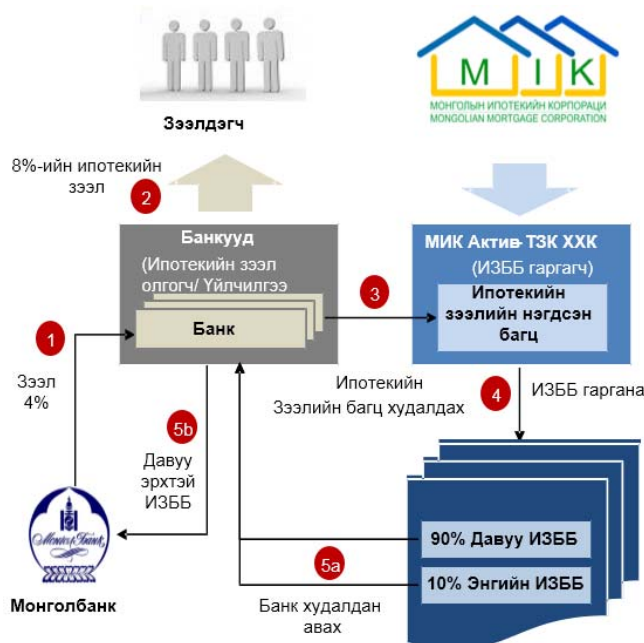 M I K
МОНГОЛЫН ИПОТЕКИЙН КОРПОРАЦИ
MONGOLIAN MORTGAGE CORPORATION
Зээлдэгч
8%-ийн ипотекийн
зээл
2
Банкууд
(Ипотекийн зээл
олгогч/ Үйлчилгээ
Банк
МИК Актив ТЗК ХХК
(ИЗББ гаргагч)
Ипотекийн
зээлийн нэгдсэн
багц
3
1
Зээл
4%
Ипотекийн
Зээлийн багц худалдах
4
ИЗББ гаргана
5b
Давуу
эрхтэй
ИЗББ
90% Давуу ИЗББ
5a
10% Энгийн ИЗББ
МонголБанк
Монголбанк
Банк худалдан
авах